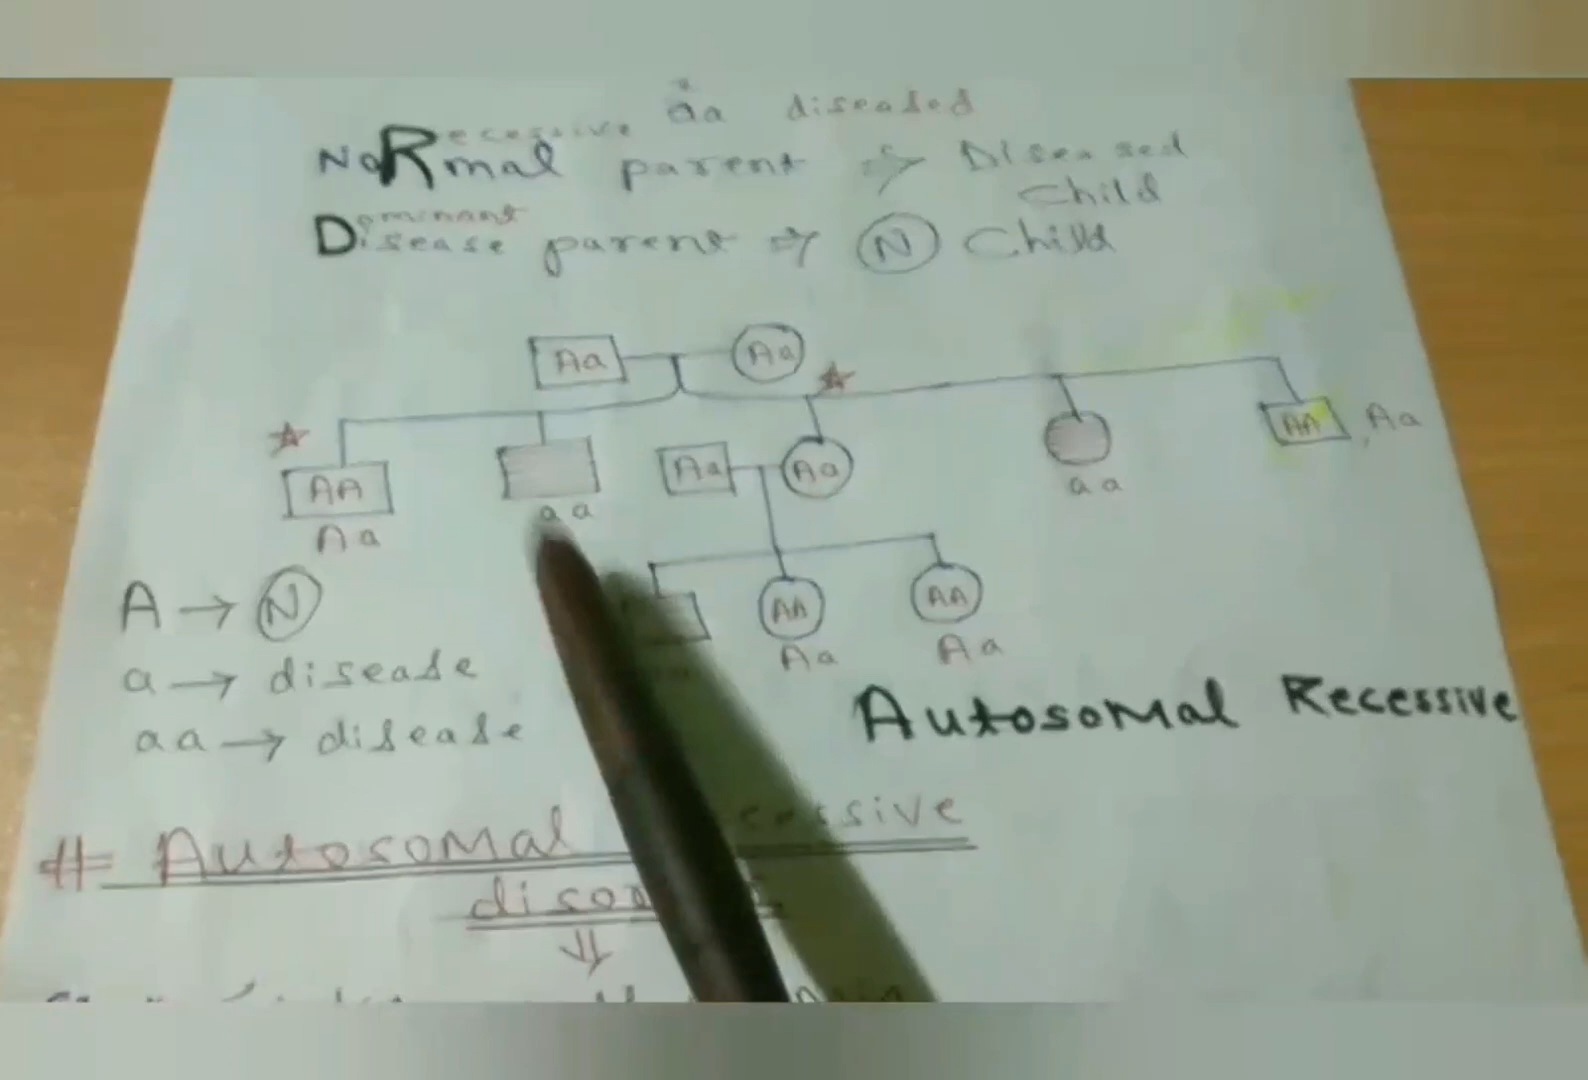 aa diseased
Recessive
NoRmal parent ⇒ Diseased
Child
Dominant
Disease parent ⇒ N Child
Aa Aa
AA Aa Aa AA, Aa
Aa aa aa
A → N
AA AA
a → disease
Aa Aa
aa → disease
Autosomal Recessive
# Autosomal